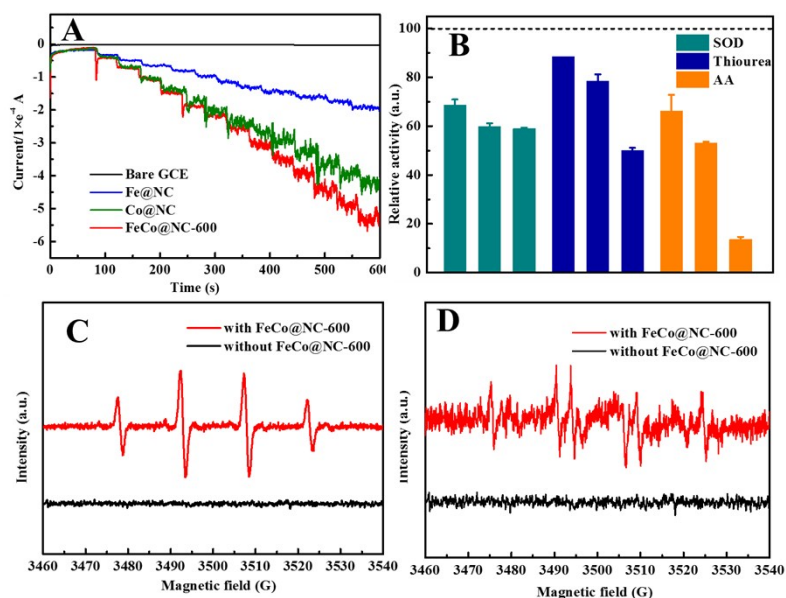 A
0
-1
-2
-3
-4
-5
-6
Current/1×e⁻⁴ A
Bare GCE
Fe@NC
Co@NC
FeCo@NC-600
0 100 200 300 400 500 600
Time (s)
B
SOD
Thiourea
AA
100
80
60
40
20
0
Relative activity (a.u.)
C
with FeCo@NC-600
without FeCo@NC-600
Intensity (a.u.)
3460 3470 3480 3490 3500 3510 3520 3530 3540
Magnetic field (G)
D
with FeCo@NC-600
without FeCo@NC-600
Intensity (a.u.)
3460 3470 3480 3490 3500 3510 3520 3530 3540
Magnetic field (G)